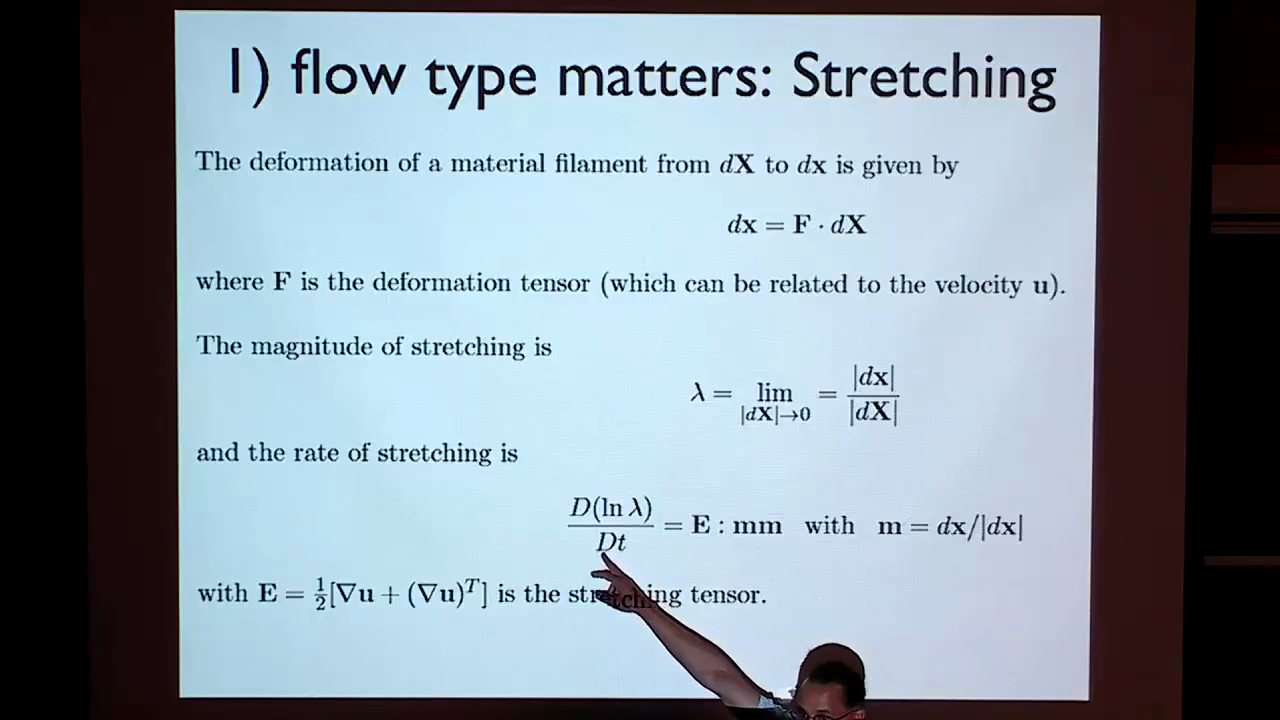 1) flow type matters: Stretching
The deformation of a material filament from dX to dx is given by
dx = F · dX
where F is the deformation tensor (which can be related to the velocity u).
The magnitude of stretching is
λ = lim |dX|→0 = |dx| / |dX|
and the rate of stretching is
D(ln λ) / Dt = E : mm with m = dx/|dx|
with E = ½[∇u + (∇u)ᵀ] is the stretching tensor.